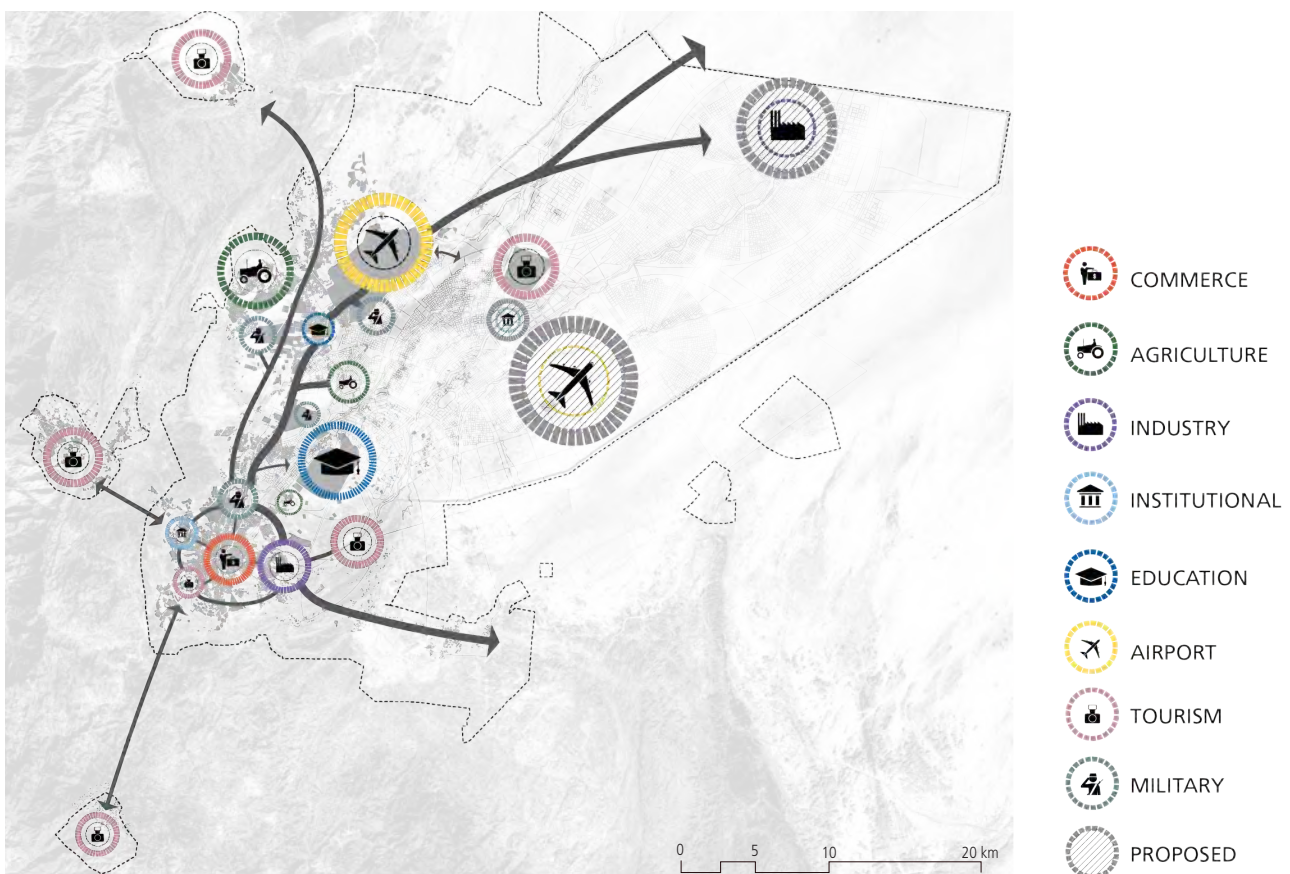 COMMERCE
AGRICULTURE
INDUSTRY
INSTITUTIONAL
EDUCATION
AIRPORT
TOURISM
MILITARY
PROPOSED
0 5 10 20 km